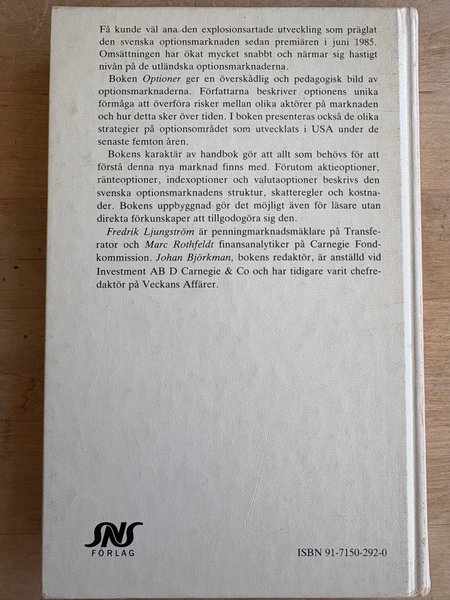 Få kunde väl ana den explosionsartade utveckling som präglat
den svenska optionsmarknaden sedan premiären i juni 1985.
Omsättningen har ökat mycket snabbt och närmar sig hastigt
nivån på de utländska optionsmarknaderna.
Boken Optioner ger en överskådlig och pedagogisk bild av
optionsmarknaderna. Författarna beskriver optionens unika
förmåga att överföra risker mellan olika aktörer på marknaden
och hur detta sker över tiden. I boken presenteras också de olika
strategier på optionsområdet som utvecklats i USA under de
senaste femton åren.
Bokens karaktär av handbok gör att allt som behövs för att
förstå denna nya marknad finns med. Förutom aktieoptioner,
ränteoptioner, indexoptioner och valutaoptioner beskrivs den
svenska optionsmarknadens struktur, skatteregler och kostna-
der. Bokens uppbyggnad gör det möjligt även för läsare utan
direkta förkunskaper att tillgodogöra sig den.
Fredrik Ljungström är penningmarknadsmäklare på Transfe-
rator och Marc Rothfeldt finansanalytiker på Carnegie Fond-
kommission. Johan Björkman, bokens redaktör, är anställd vid
Investment AB D Carnegie & Co och har tidigare varit chefre-
daktör på Veckans Affärer.
SNS
FÖRLAG
ISBN 91-7150-292-0